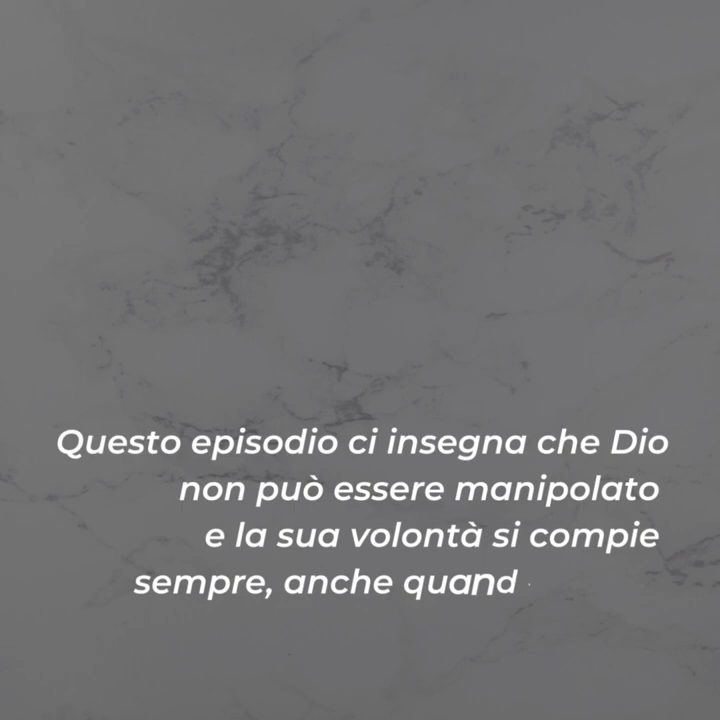 Questo episodio ci insegna che Dio
non può essere manipolato
e la sua volontà si compie
sempre, anche quand